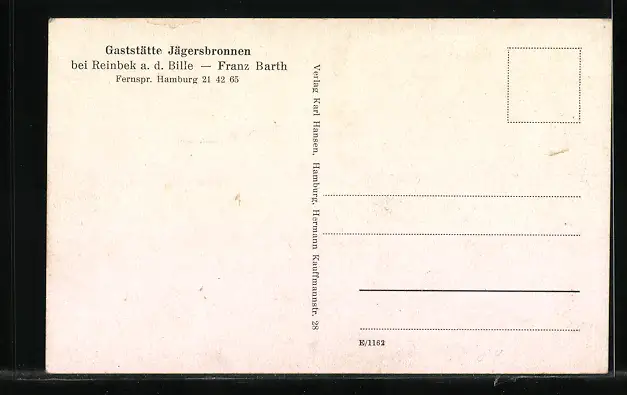 Gaststätte Jägersbronnen
bei Reinbek a. d. Bille — Franz Barth
Fernspr. Hamburg 21 42 65
Verlag Karl Hansen, Hamburg, Hermann Kauffmannstr. 28
E/1162